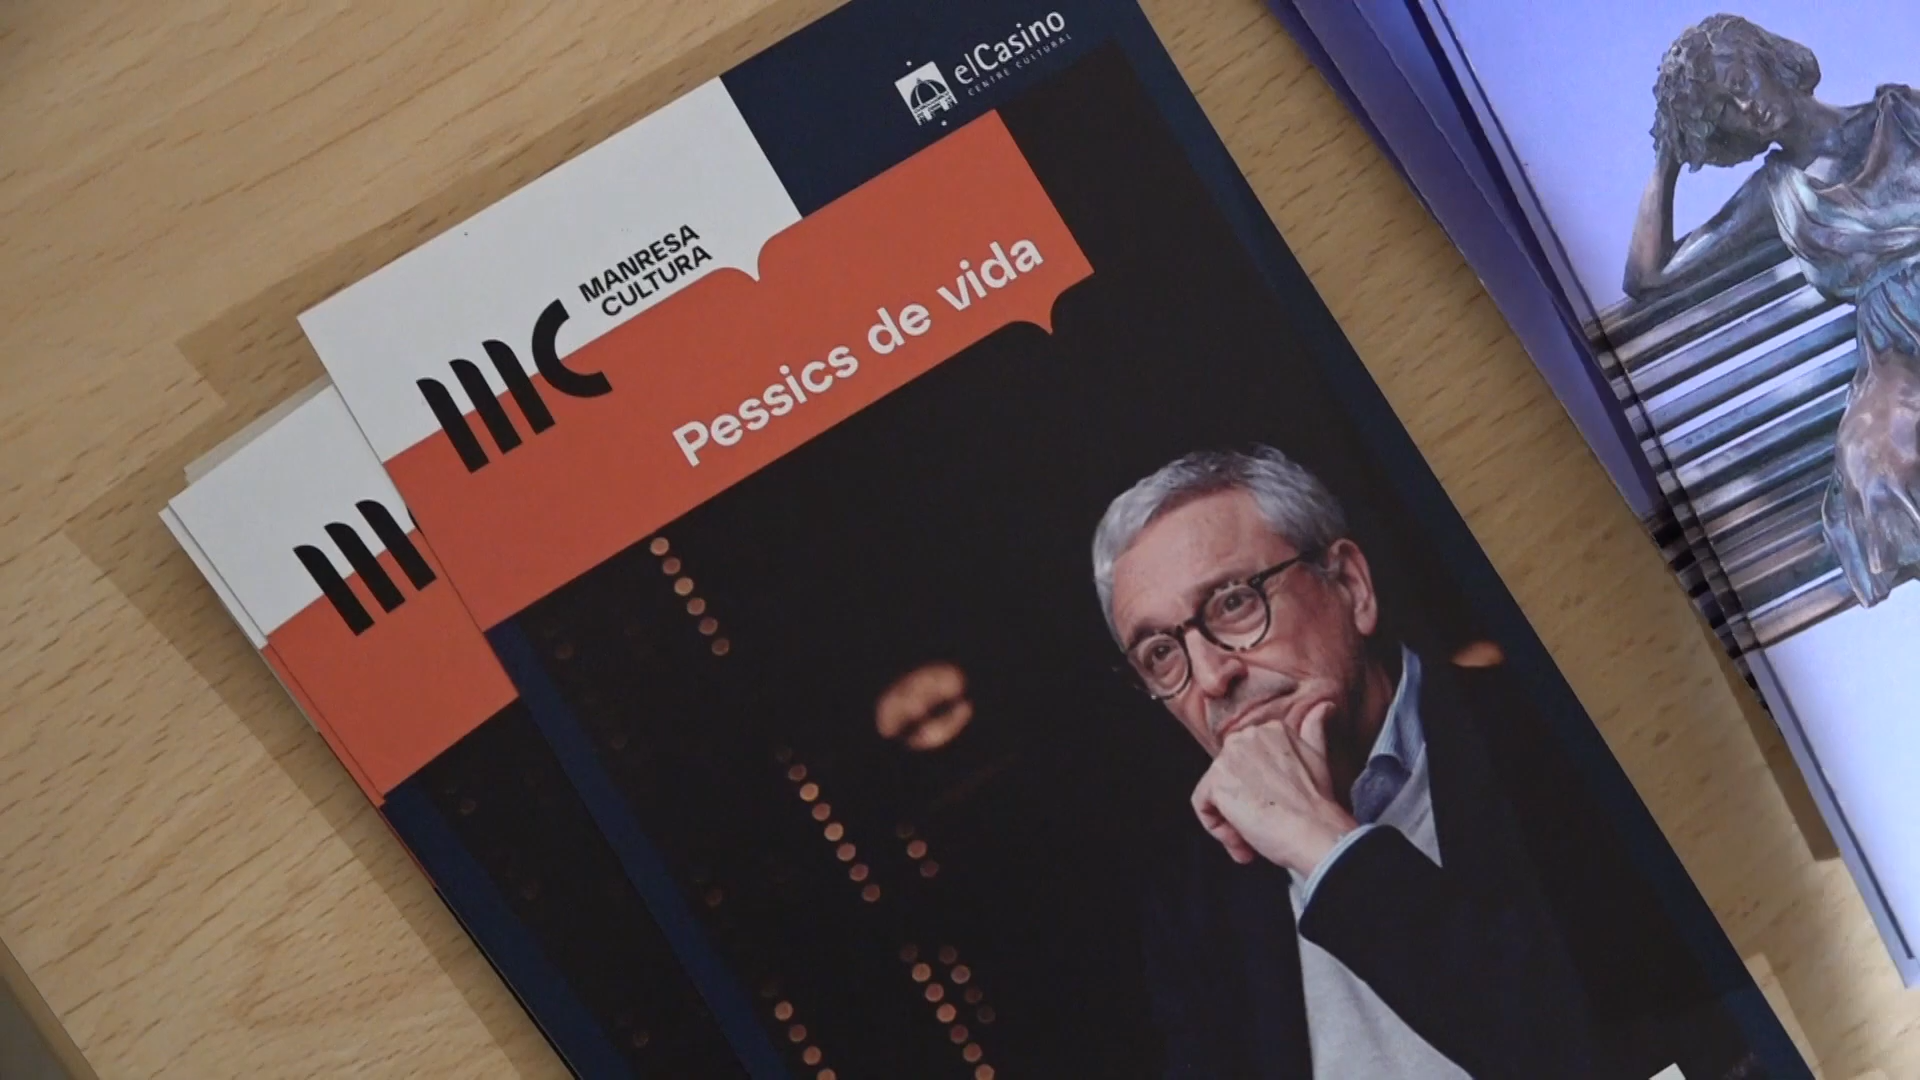 elCasino
CENTRE CULTURAL
MANRESA
CULTURA
MC
Pessics de vida
M